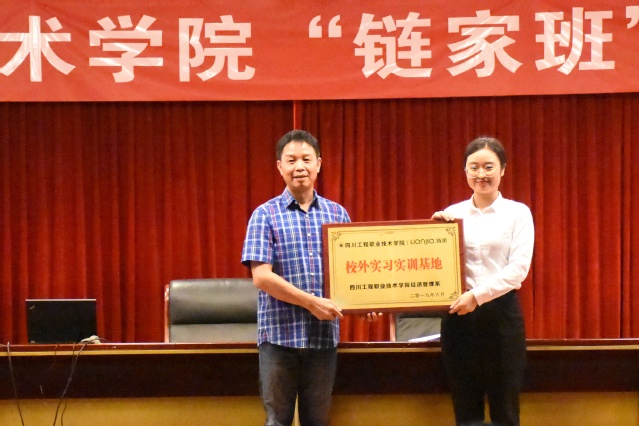 术学院 “链家班”
四川工程职业技术学院 | Lianjia.链家
校外实习实训基地
四川工程职业技术学院经济管理系
二〇一九年六月